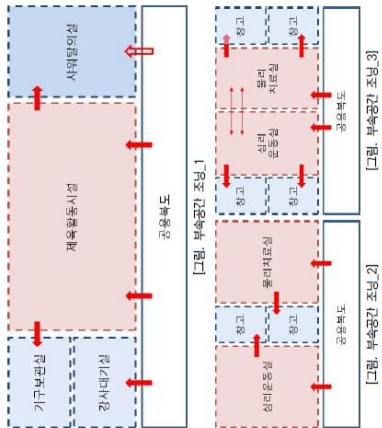 샤워탈의실
체육활동시설
기구보관실
강사대기실
공용복도
[그림. 부속공간 조닝_1]
창고
창고
물리
치료실
심리
운동실
창고
창고
공용복도
[그림. 부속공간 조닝_3]
물리치료실
창고
창고
심리운동실
공용복도
[그림. 부속공간 조닝_2]